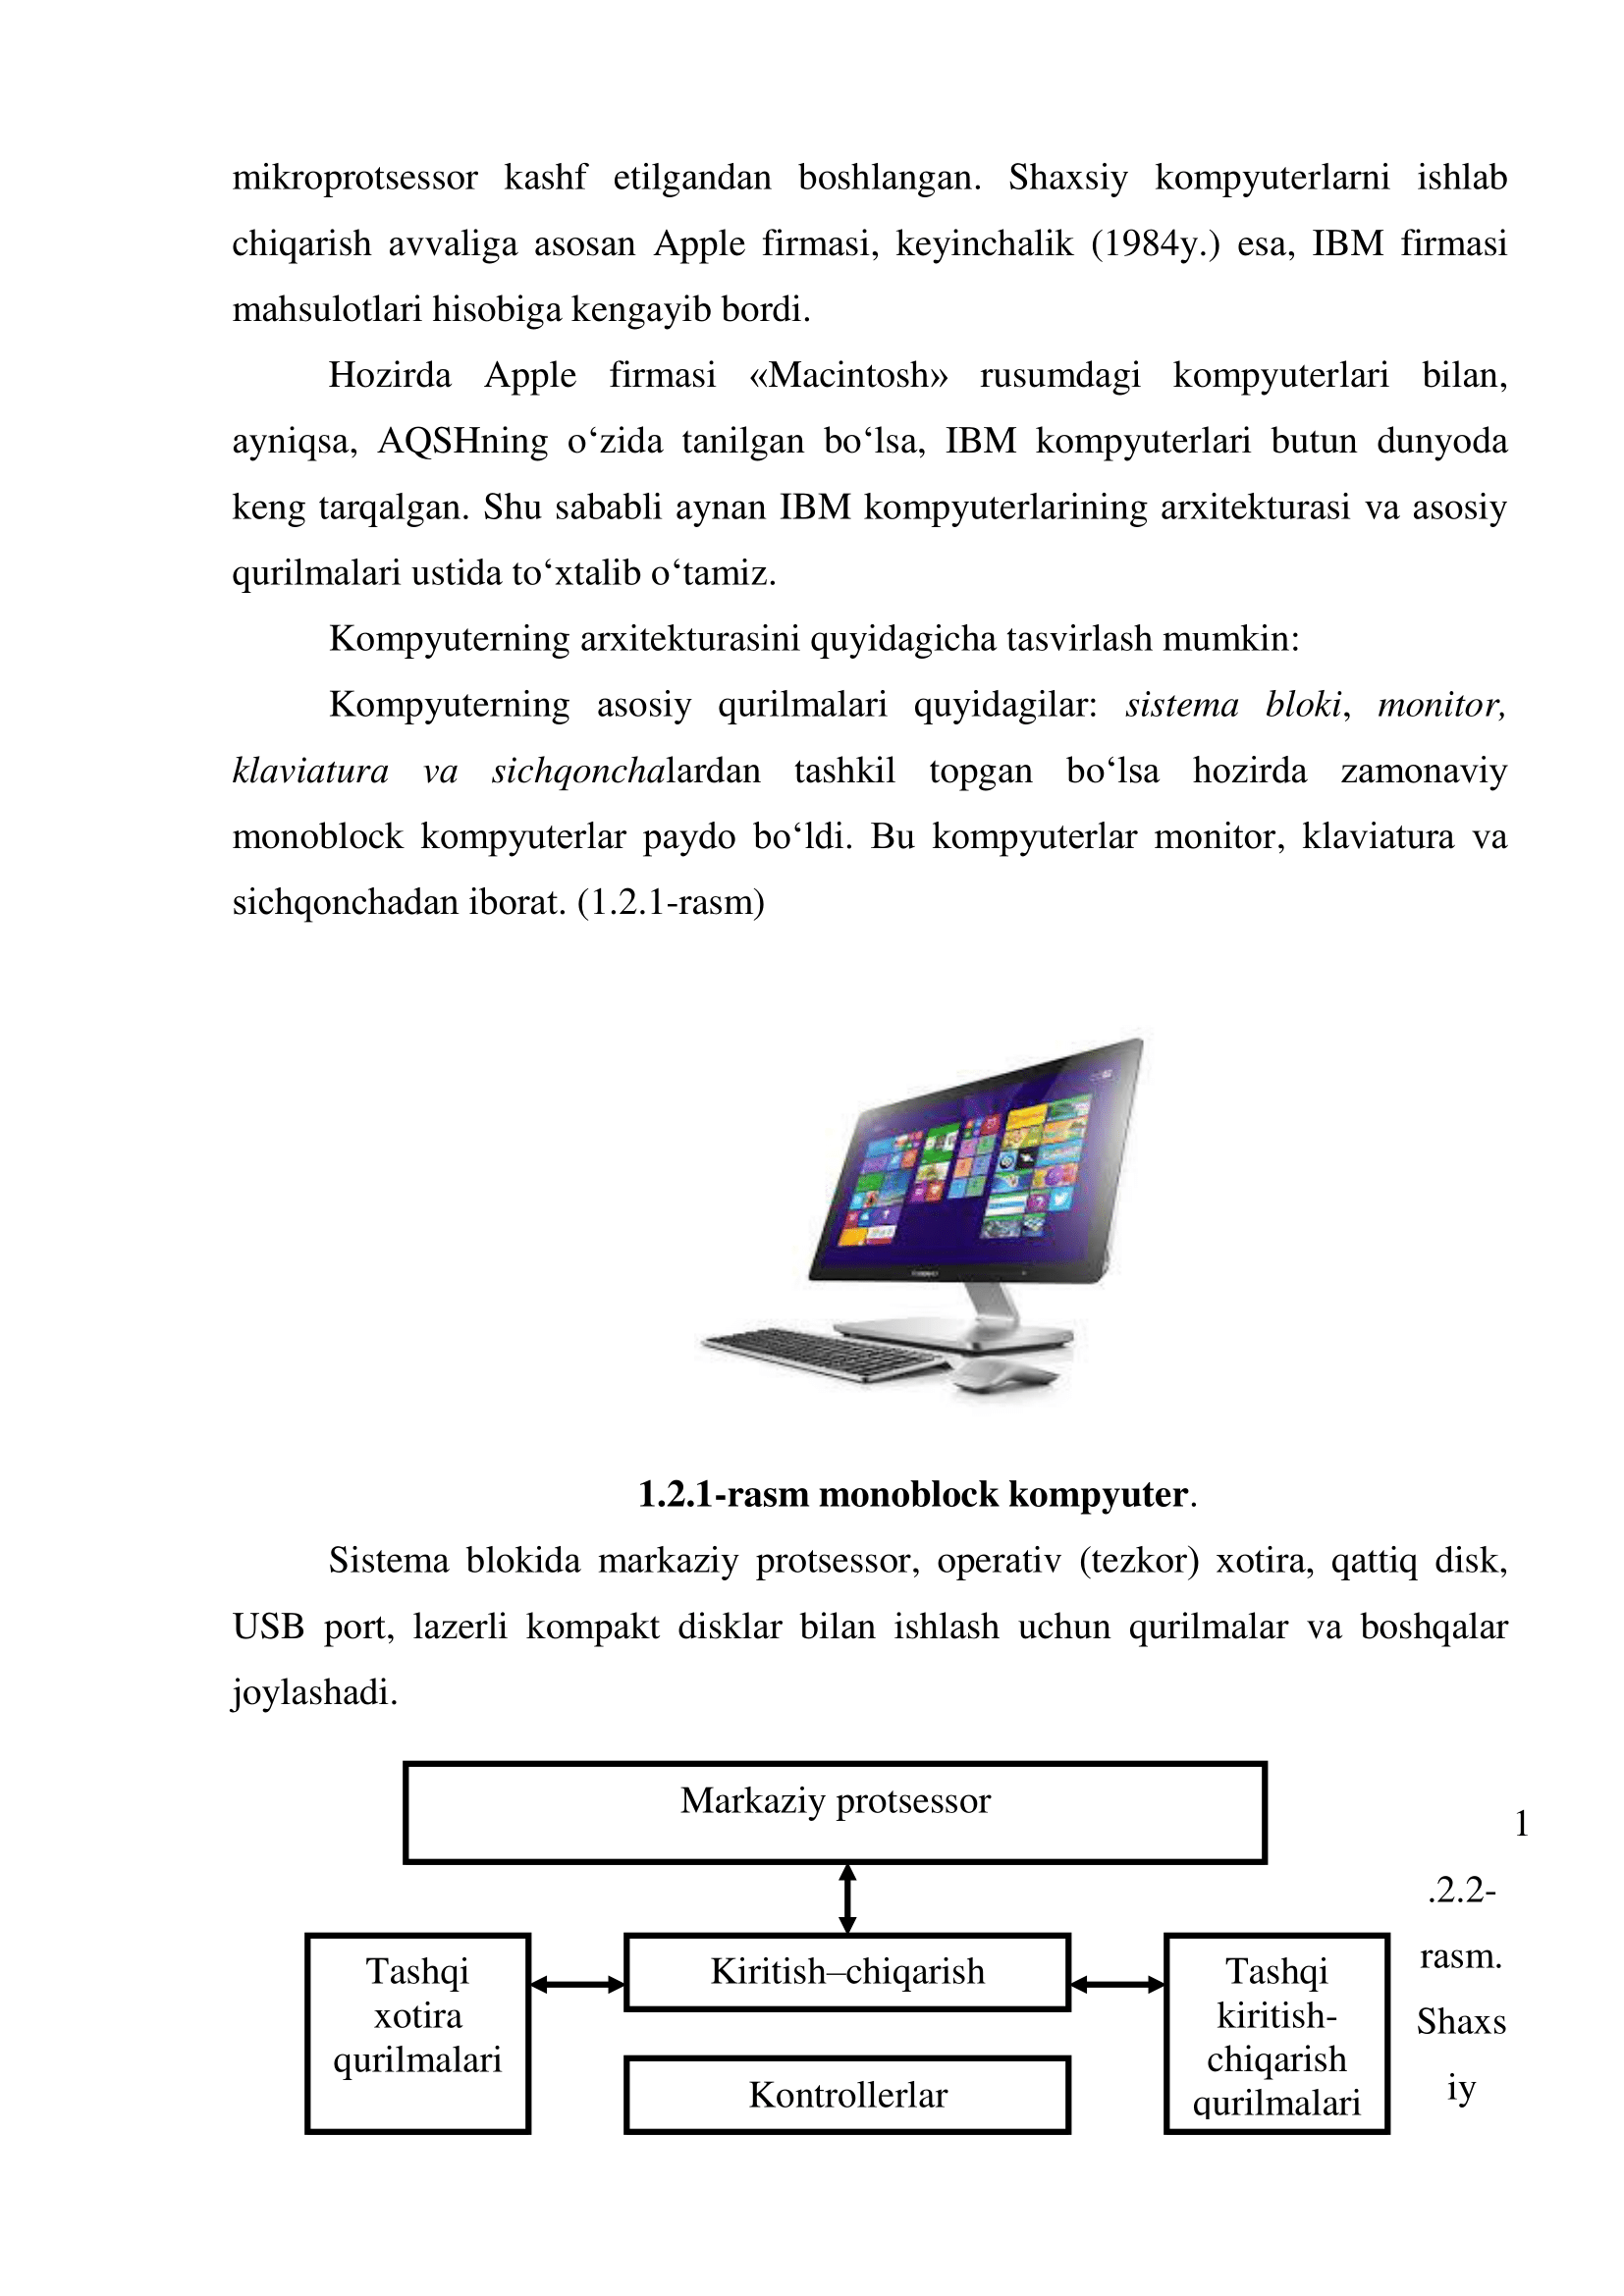 mikroprotsessor kashf etilgandan boshlangan. Shaxsiy kompyuterlarni ishlab
chiqarish avvaliga asosan Apple firmasi, keyinchalik (1984y.) esa, IBM firmasi
mahsulotlari hisobiga kengayib bordi.
Hozirda Apple firmasi «Macintosh» rusumdagi kompyuterlari bilan,
ayniqsa, AQSHning o‘zida tanilgan bo‘lsa, IBM kompyuterlari butun dunyoda
keng tarqalgan. Shu sababli aynan IBM kompyuterlarining arxitekturasi va asosiy
qurilmalari ustida to‘xtalib o‘tamiz.
Kompyuterning arxitekturasini quyidagicha tasvirlash mumkin:
Kompyuterning asosiy qurilmalari quyidagilar: sistema bloki, monitor,
klaviatura va sichqonchalardan tashkil topgan bo‘lsa hozirda zamonaviy
monoblock kompyuterlar paydo bo‘ldi. Bu kompyuterlar monitor, klaviatura va
sichqonchadan iborat. (1.2.1-rasm)
1.2.1-rasm monoblock kompyuter.
Sistema blokida markaziy protsessor, operativ (tezkor) xotira, qattiq disk,
USB port, lazerli kompakt disklar bilan ishlash uchun qurilmalar va boshqalar
joylashadi.
Markaziy protsessor
Tashqi
xotira
qurilmalari
Kiritish–chiqarish
Kontrollerlar
Tashqi
kiritish-
chiqarish
qurilmalari
1
.2.2-
rasm.
Shaxs
iy